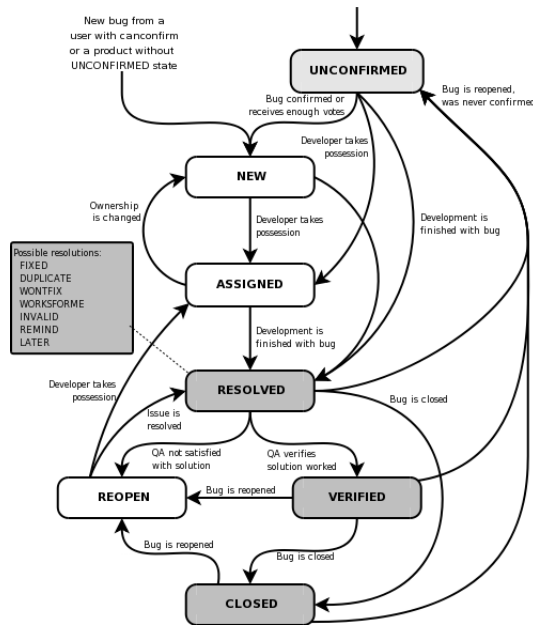 New bug from a
user with canconfirm
or a product without
UNCONFIRMED state
UNCONFIRMED
Bug is reopened,
was never confirmed
Bug confirmed or
receives enough votes
Developer takes
possession
NEW
Ownership
is changed
Developer takes
possession
Development is
finished with bug
Possible resolutions:
FIXED
DUPLICATE
WONTFIX
WORKSFORME
INVALID
REMIND
LATER
ASSIGNED
Development is
finished with bug
Developer takes
possession
RESOLVED
Bug is closed
Issue is
resolved
QA not satisfied
with solution
QA verifies
solution worked
REOPEN
Bug is reopened
VERIFIED
Bug is reopened
Bug is closed
CLOSED